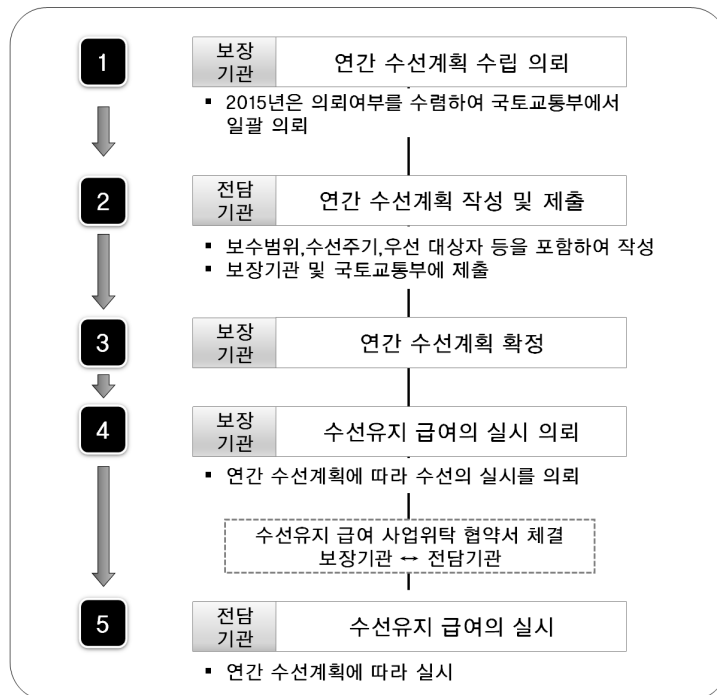 1
보장
기관
연간 수선계획 수립 의뢰
▪ 2015년은 의뢰여부를 수렴하여 국토교통부에서
일괄 의뢰
2
전담
기관
연간 수선계획 작성 및 제출
▪ 보수범위,수선주기,우선 대상자 등을 포함하여 작성
▪ 보장기관 및 국토교통부에 제출
3
보장
기관
연간 수선계획 확정
4
보장
기관
수선유지 급여의 실시 의뢰
▪ 연간 수선계획에 따라 수선의 실시를 의뢰
수선유지 급여 사업위탁 협약서 체결
보장기관 ↔ 전담기관
5
전담
기관
수선유지 급여의 실시
▪ 연간 수선계획에 따라 실시